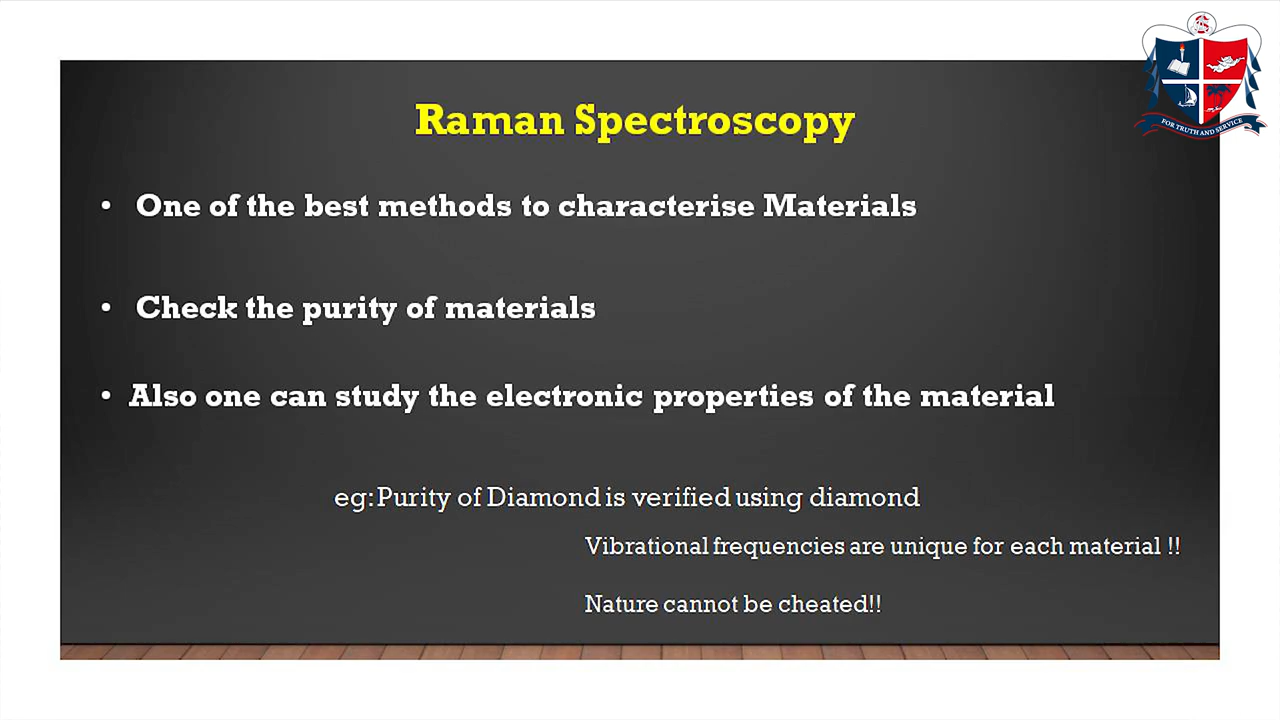 Raman Spectroscopy
• One of the best methods to characterise Materials
• Check the purity of materials
• Also one can study the electronic properties of the material
eg:Purity of Diamond is verified using diamond
Vibrational frequencies are unique for each material !!
Nature cannot be cheated!!
FOR TRUTH AND SERVICE